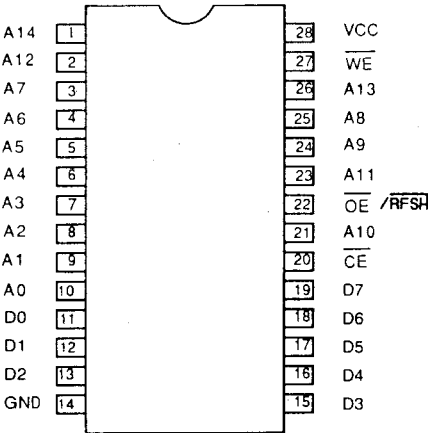 A14 1 28 VCC
A12 2 27 WE
A7 3 26 A13
A6 4 25 A8
A5 5 24 A9
A4 6 23 A11
A3 7 22 OE /RFSH
A2 8 21 A10
A1 9 20 CE
A0 10 19 D7
D0 11 18 D6
D1 12 17 D5
D2 13 16 D4
GND 14 15 D3